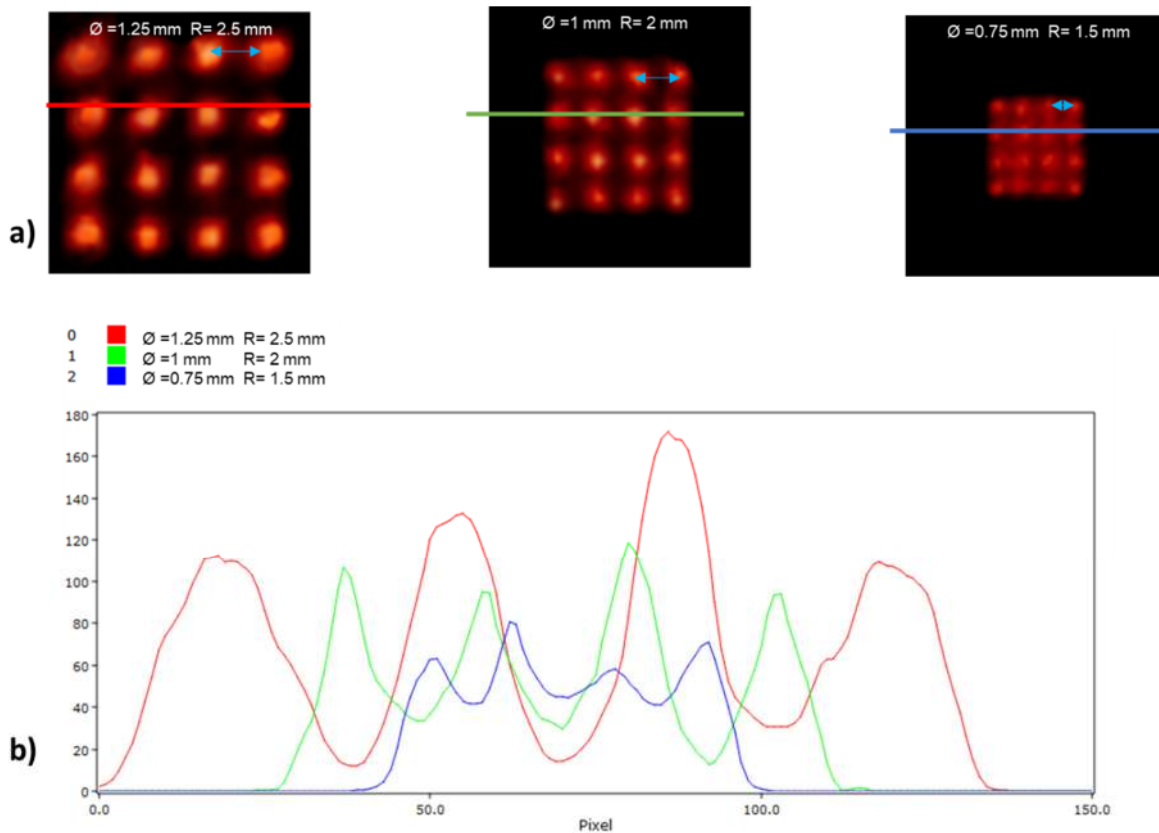 Ø =1.25 mm R= 2.5 mm
Ø =1 mm R= 2 mm
Ø =0.75 mm R= 1.5 mm
a)
0 Ø =1.25 mm R= 2.5 mm
1 Ø =1 mm R= 2 mm
2 Ø =0.75 mm R= 1.5 mm
180
160
140
120
100
80
60
40
20
0
b)
0.0 50.0 100.0 150.0
Pixel